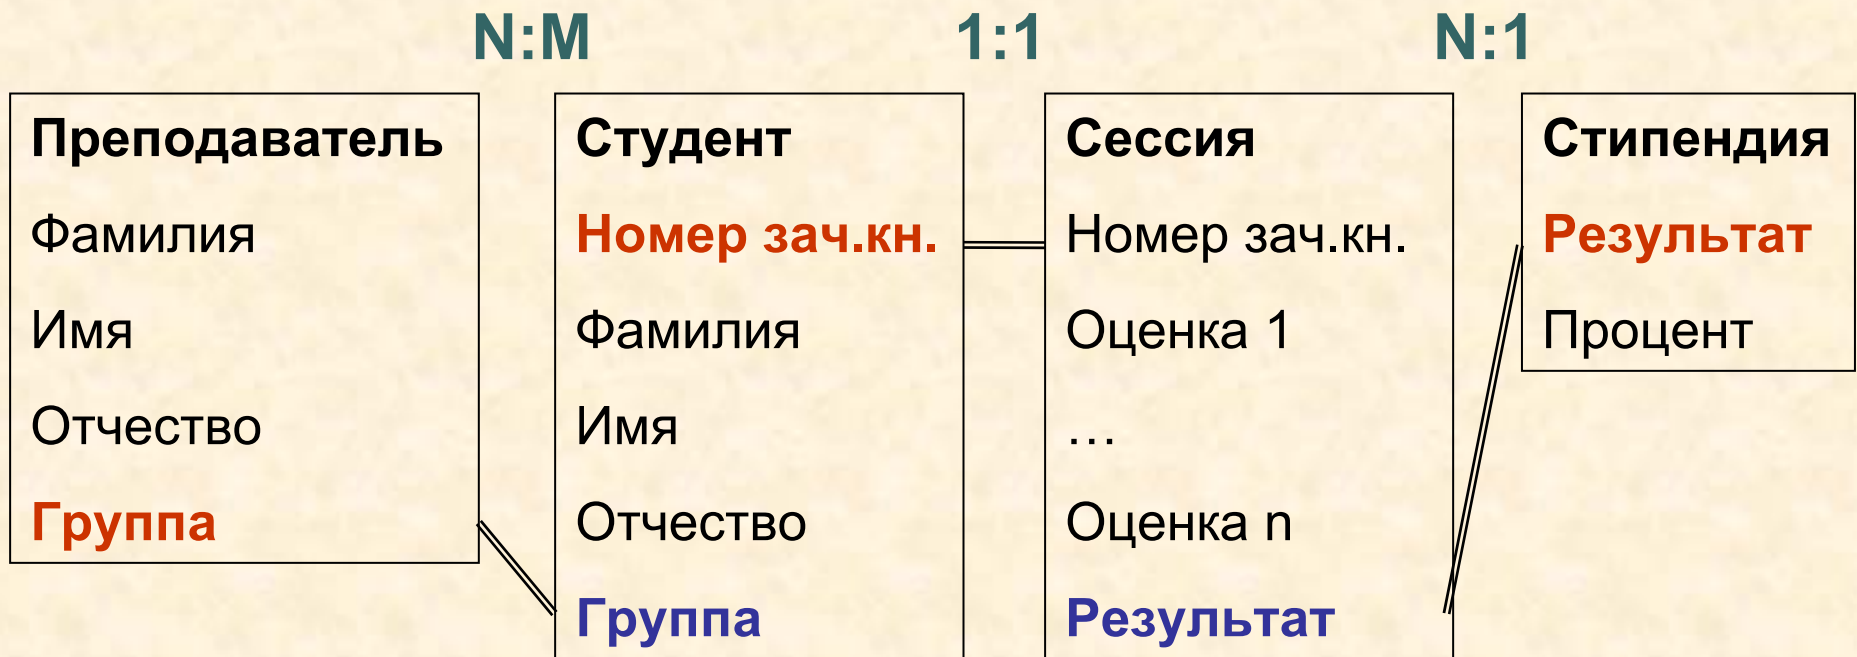 N:M
1:1
N:1
Преподаватель
Фамилия
Имя
Отчество
Группа
Студент
Номер зач.кн.
Фамилия
Имя
Отчество
Группа
Сессия
Номер зач.кн.
Оценка 1
…
Оценка n
Результат
Стипендия
Результат
Процент